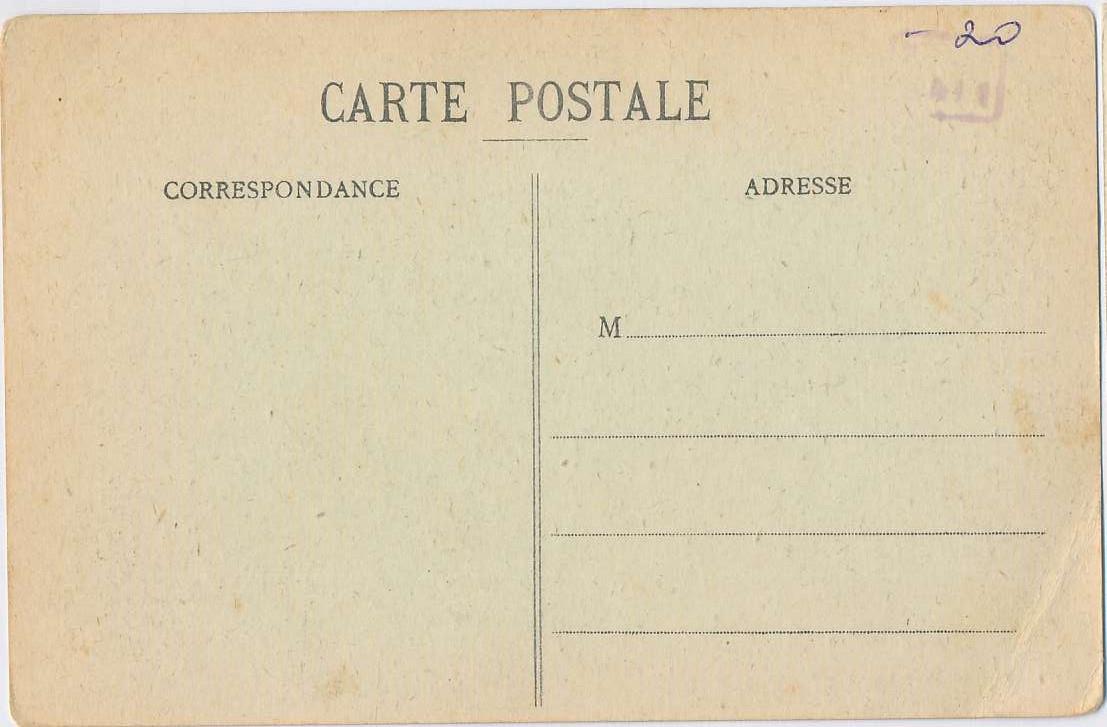 -20
CARTE POSTALE
CORRESPONDANCE
ADRESSE
M